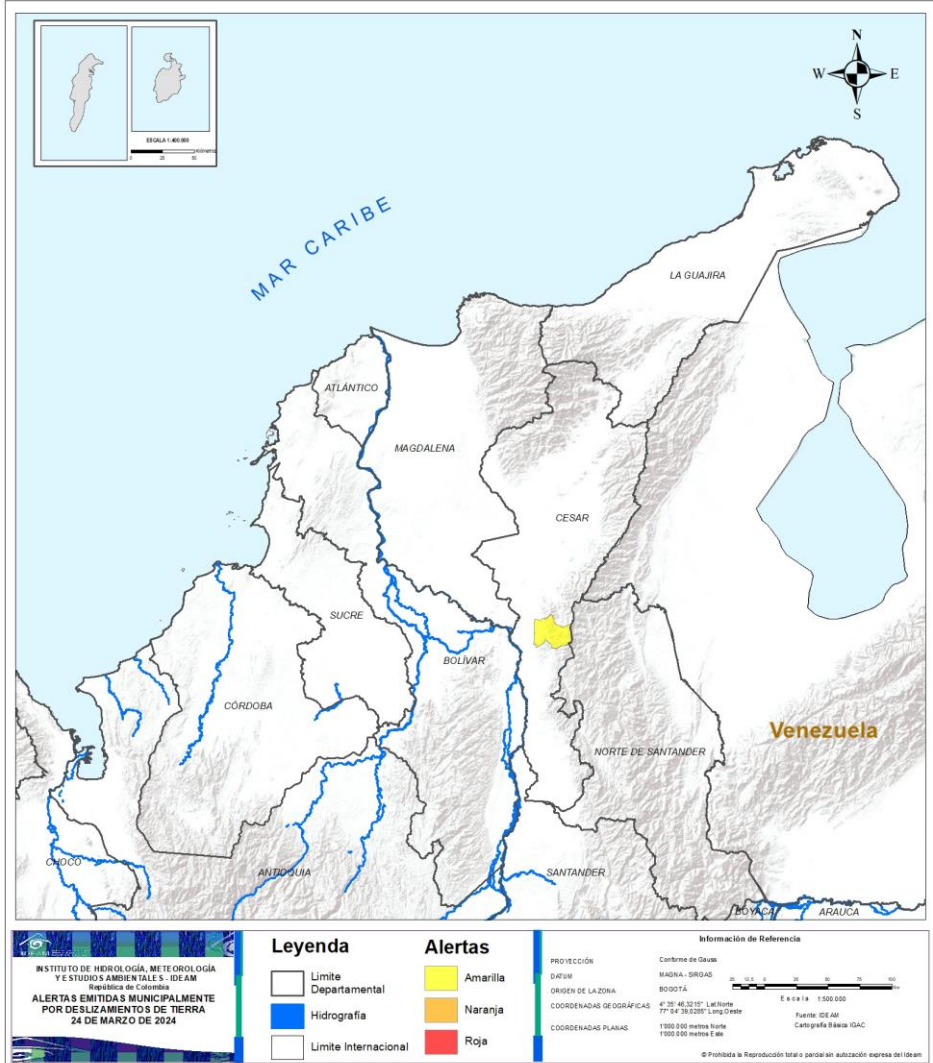 N
W E
S
ESCALA 1:400.000
MAR CARIBE
LA GUAJIRA
ATLÁNTICO
MAGDALENA
CESAR
SUCRE
BOLÍVAR
CÓRDOBA
NORTE DE SANTANDER
Venezuela
CHOCÓ
ANTIOQUIA
SANTANDER
BOYACÁ
ARAUCA
INSTITUTO DE HIDROLOGÍA, METEOROLOGÍA
Y ESTUDIOS AMBIENTALES - IDEAM
República de Colombia
ALERTAS EMITIDAS MUNICIPALMENTE
POR DESLIZAMIENTOS DE TIERRA
24 DE MARZO DE 2024
Leyenda
Limite
Departamental
Hidrografía
Limite Internacional
Alertas
Amarilla
Naranja
Roja
Información de Referencia
PROYECCIÓN Conforme de Gauss
DATUM MAGNA - SIRGAS
ORIGEN DE LA ZONA BOGOTÁ
COORDENADAS GEOGRÁFICAS 4° 35' 46,3215" Lat.Norte
77° 04' 39,0285" Long.Oeste
COORDENADAS PLANAS 1'000.000 metros Norte
1'000.000 metros Este
Escala 1:500.000
Fuente: IDEAM
Cartografía Básica: IGAC
© Prohibida la Reproducción total o parcial sin autización expresa del Ideam